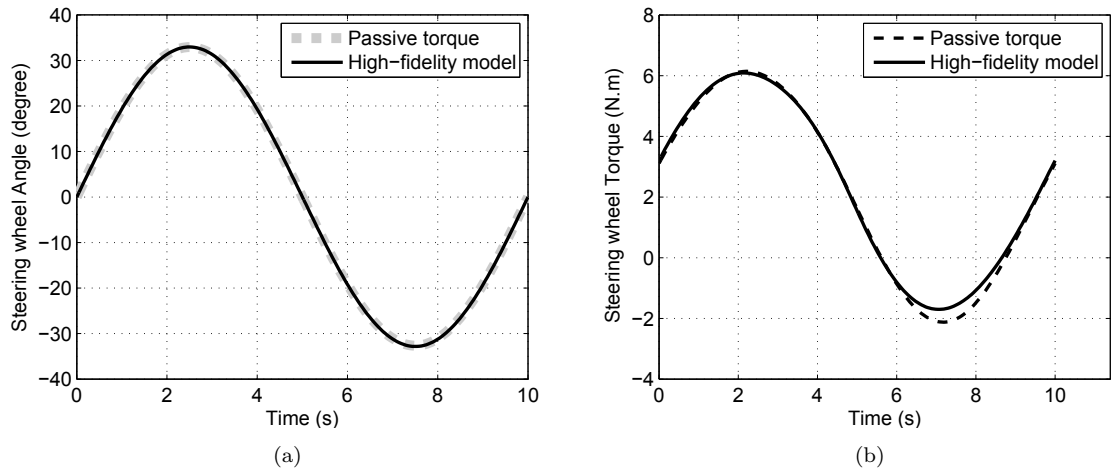 Steering wheel Angle (degree)
40
30
20
10
0
−10
−20
−30
−40
0 2 4 6 8 10
Time (s)
Passive torque
High−fidelity model
(a)
Steering wheel Torque (N.m)
8
6
4
2
0
−2
−4
0 2 4 6 8 10
Time (s)
Passive torque
High−fidelity model
(b)